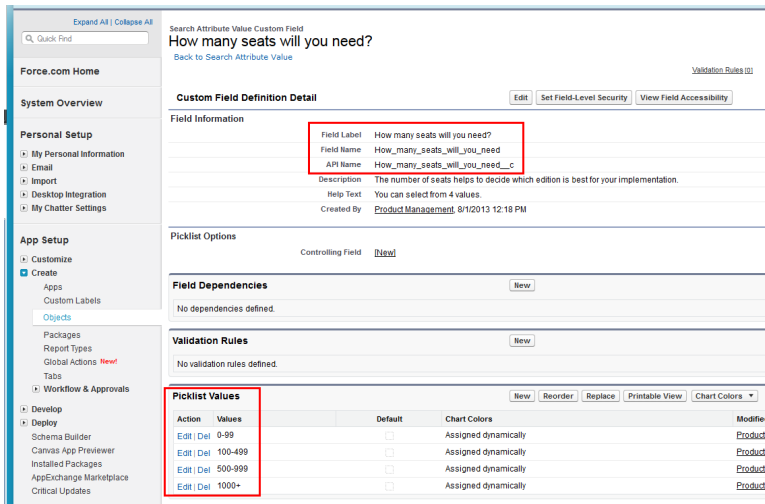 Expand All | Collapse All
Quick Find
Force.com Home
System Overview
Personal Setup
My Personal Information
Email
Import
Desktop Integration
My Chatter Settings
App Setup
Customize
Create
Apps
Custom Labels
Objects
Packages
Report Types
Global Actions New!
Tabs
Workflow & Approvals
Develop
Deploy
Schema Builder
Canvas App Previewer
Installed Packages
AppExchange Marketplace
Critical Updates
Search Attribute Value Custom Field
How many seats will you need?
Back to Search Attribute Value
Validation Rules [0]
Custom Field Definition Detail Edit Set Field-Level Security View Field Accessibility
Field Information
Field Label How many seats will you need?
Field Name How_many_seats_will_you_need
API Name How_many_seats_will_you_need__c
Description The number of seats helps to decide which edition is best for your implementation.
Help Text You can select from 4 values.
Created By Product Management, 8/1/2013 12:18 PM
Picklist Options
Controlling Field [New]
Field Dependencies New
No dependencies defined.
Validation Rules New
No validation rules defined.
Picklist Values New Reorder Replace Printable View Chart Colors
Action Values Default Chart Colors Modifie
Edit | Del 0-99 Assigned dynamically Product
Edit | Del 100-499 Assigned dynamically Product
Edit | Del 500-999 Assigned dynamically Product
Edit | Del 1000+ Assigned dynamically Product